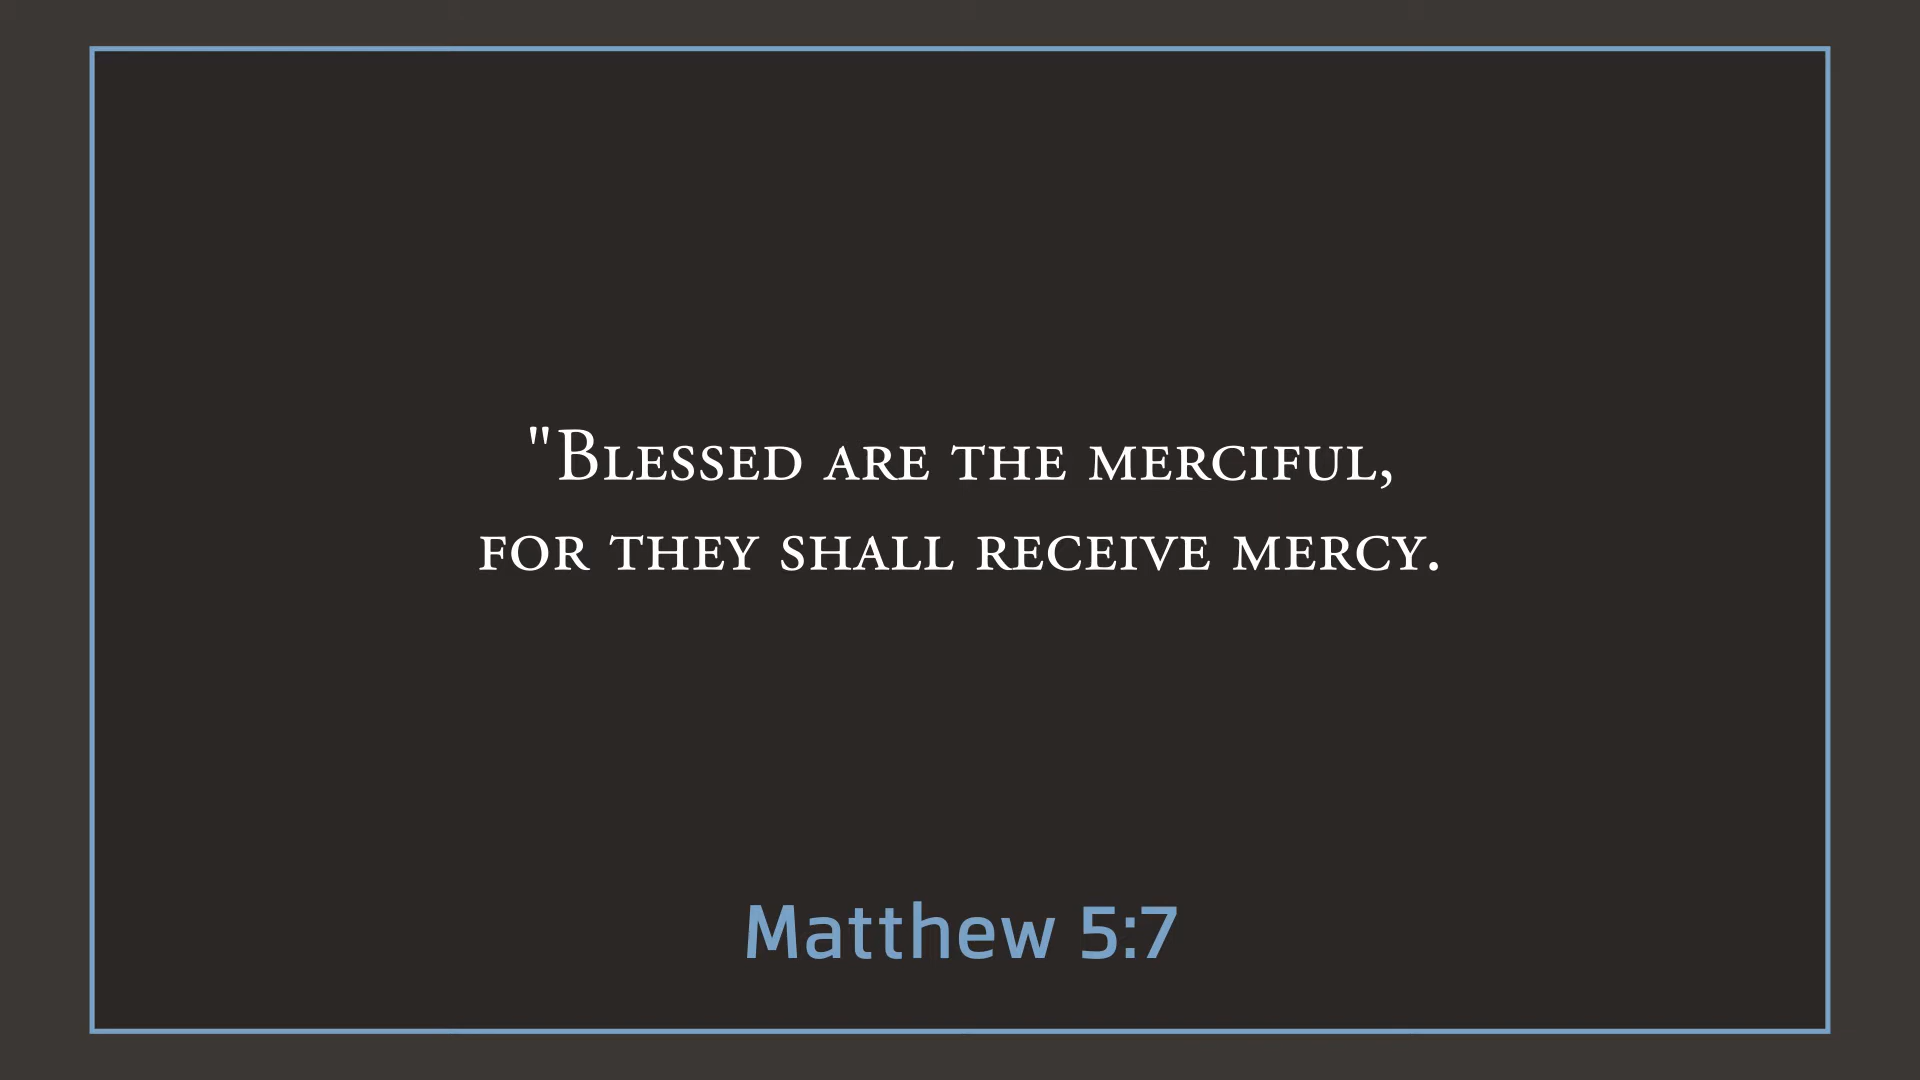 "Blessed are the merciful,
for they shall receive mercy.
Matthew 5:7